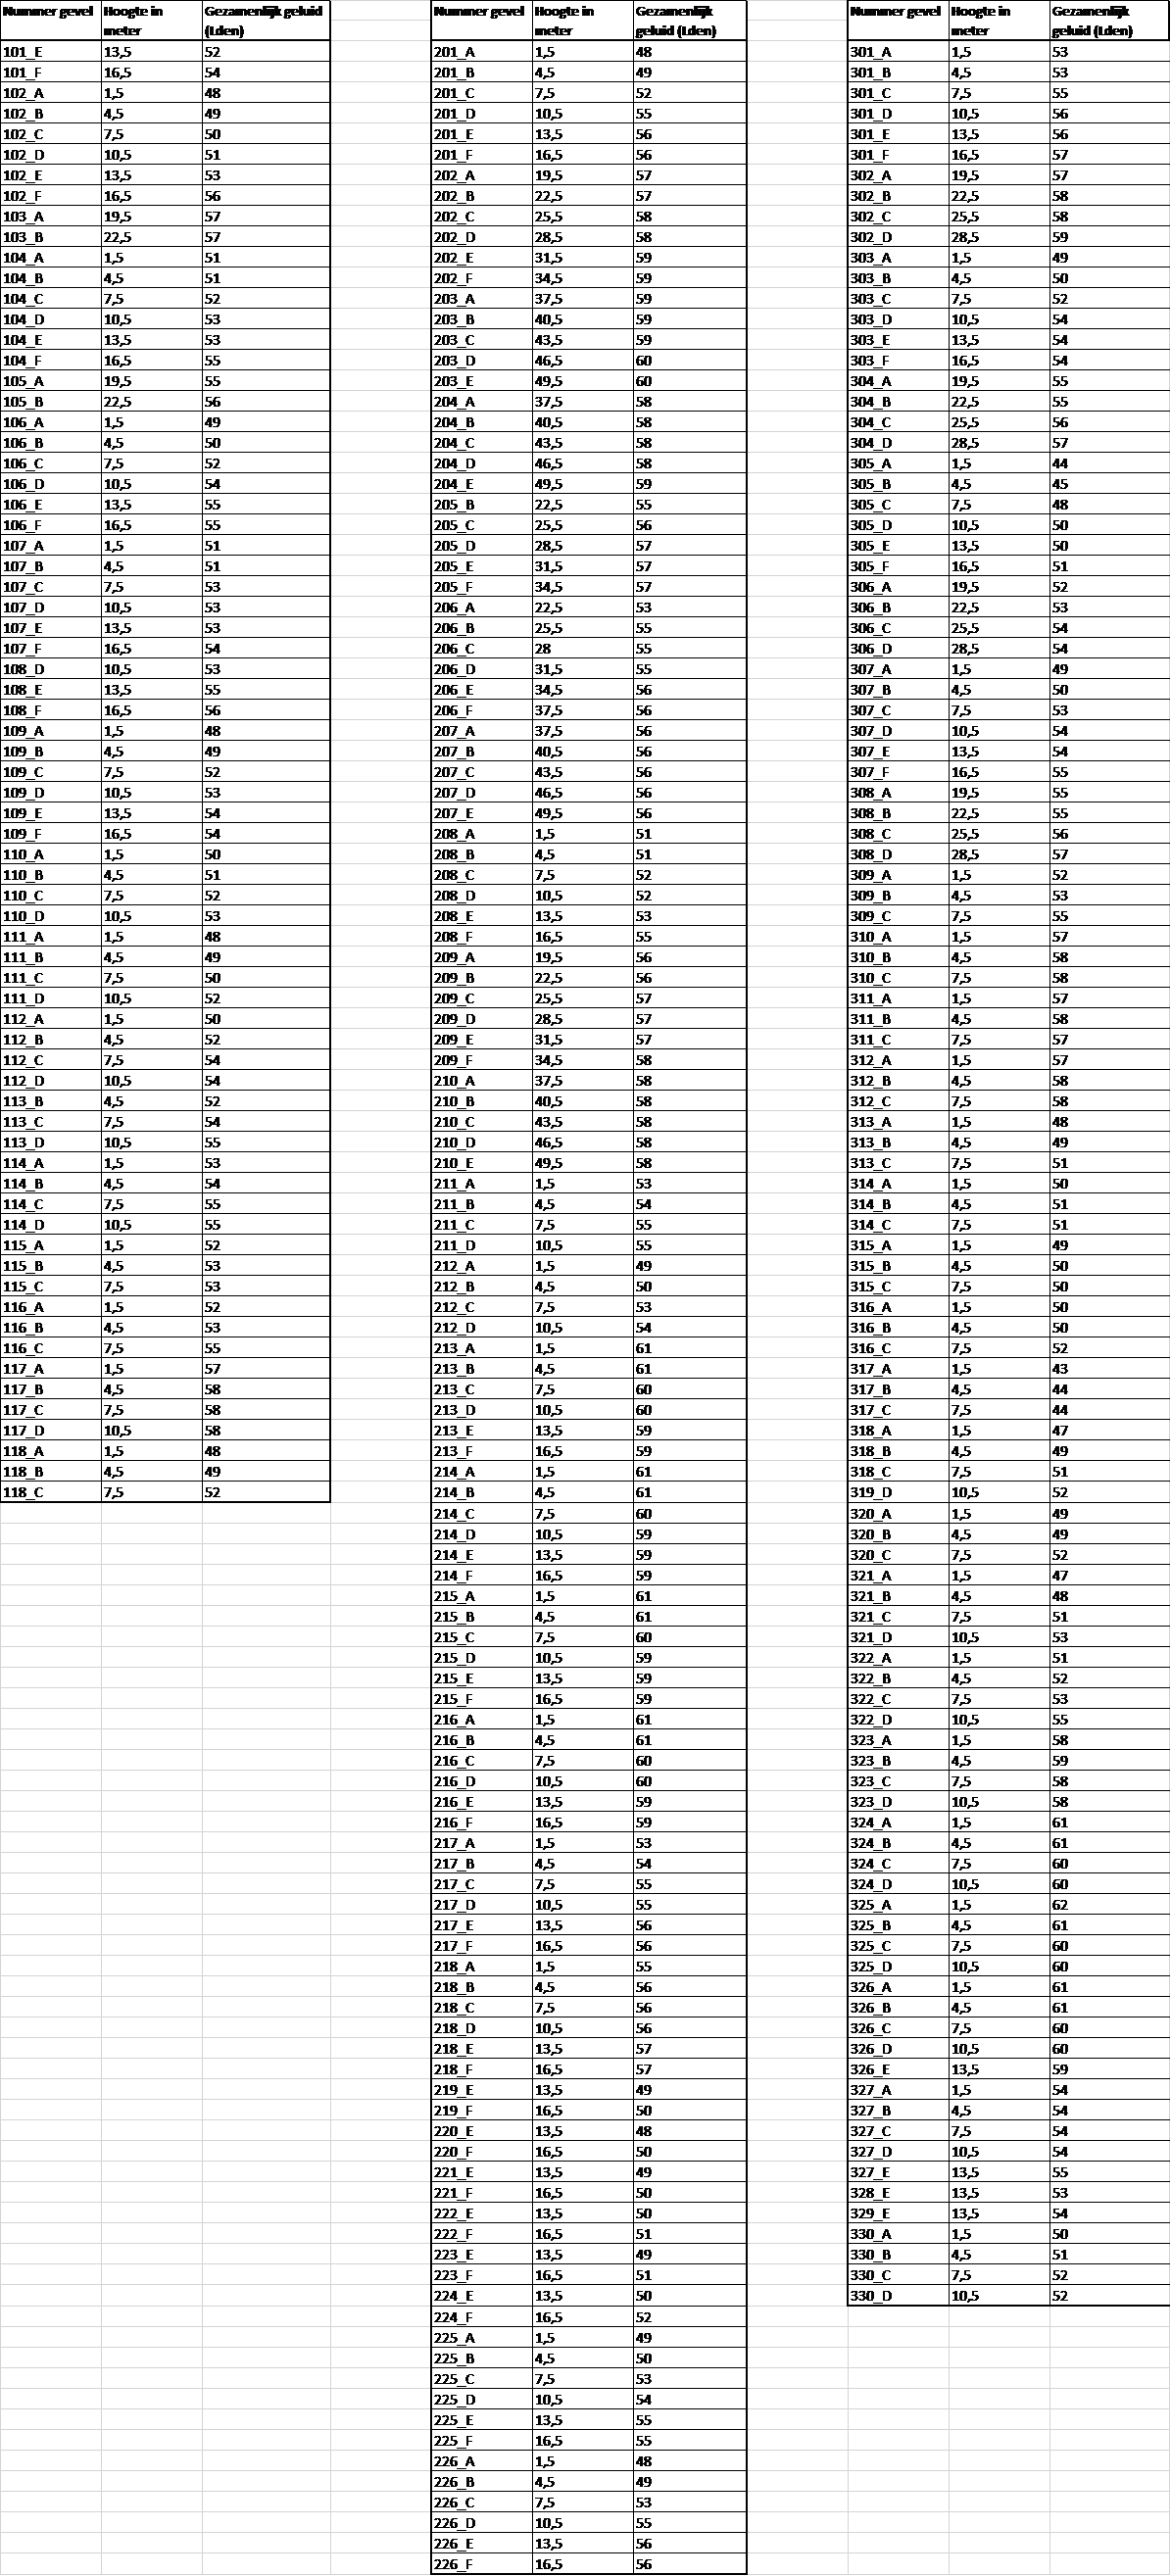 Nummer gevel Hoogte in meter Gezamenlijk geluid (Lden)
101_E 13,5 52
101_F 16,5 54
102_A 1,5 48
102_B 4,5 49
102_C 7,5 50
102_D 10,5 51
102_E 13,5 53
102_F 16,5 56
103_A 19,5 57
103_B 22,5 57
104_A 1,5 51
104_B 4,5 51
104_C 7,5 52
104_D 10,5 53
104_E 13,5 53
104_F 16,5 55
105_A 19,5 55
105_B 22,5 56
106_A 1,5 49
106_B 4,5 50
106_C 7,5 52
106_D 10,5 54
106_E 13,5 55
106_F 16,5 55
107_A 1,5 51
107_B 4,5 51
107_C 7,5 53
107_D 10,5 53
107_E 13,5 53
107_F 16,5 54
108_D 10,5 53
108_E 13,5 55
108_F 16,5 56
109_A 1,5 48
109_B 4,5 49
109_C 7,5 52
109_D 10,5 53
109_E 13,5 54
109_F 16,5 54
110_A 1,5 50
110_B 4,5 51
110_C 7,5 52
110_D 10,5 53
111_A 1,5 48
111_B 4,5 49
111_C 7,5 50
111_D 10,5 52
112_A 1,5 50
112_B 4,5 52
112_C 7,5 54
112_D 10,5 54
113_B 4,5 52
113_C 7,5 54
113_D 10,5 55
114_A 1,5 53
114_B 4,5 54
114_C 7,5 55
114_D 10,5 55
115_A 1,5 52
115_B 4,5 53
115_C 7,5 53
116_A 1,5 52
116_B 4,5 53
116_C 7,5 55
117_A 1,5 57
117_B 4,5 58
117_C 7,5 58
117_D 10,5 58
118_A 1,5 48
118_B 4,5 49
118_C 7,5 52
Nummer gevel Hoogte in meter Gezamenlijk geluid (Lden)
201_A 1,5 48
201_B 4,5 49
201_C 7,5 52
201_D 10,5 55
201_E 13,5 56
201_F 16,5 56
202_A 19,5 57
202_B 22,5 57
202_C 25,5 58
202_D 28,5 58
202_E 31,5 59
202_F 34,5 59
203_A 37,5 59
203_B 40,5 59
203_C 43,5 59
203_D 46,5 60
203_E 49,5 60
204_A 37,5 58
204_B 40,5 58
204_C 43,5 58
204_D 46,5 58
204_E 49,5 59
205_B 22,5 55
205_C 25,5 56
205_D 28,5 57
205_E 31,5 57
205_F 34,5 57
206_A 22,5 53
206_B 25,5 55
206_C 28 55
206_D 31,5 55
206_E 34,5 56
206_F 37,5 56
207_A 37,5 56
207_B 40,5 56
207_C 43,5 56
207_D 46,5 56
207_E 49,5 56
208_A 1,5 51
208_B 4,5 51
208_C 7,5 52
208_D 10,5 52
208_E 13,5 53
208_F 16,5 55
209_A 19,5 56
209_B 22,5 56
209_C 25,5 57
209_D 28,5 57
209_E 31,5 57
209_F 34,5 58
210_A 37,5 58
210_B 40,5 58
210_C 43,5 58
210_D 46,5 58
210_E 49,5 58
211_A 1,5 53
211_B 4,5 54
211_C 7,5 55
211_D 10,5 55
212_A 1,5 49
212_B 4,5 50
212_C 7,5 53
212_D 10,5 54
213_A 1,5 61
213_B 4,5 61
213_C 7,5 60
213_D 10,5 60
213_E 13,5 59
213_F 16,5 59
214_A 1,5 61
214_B 4,5 61
214_C 7,5 60
214_D 10,5 59
214_E 13,5 59
214_F 16,5 59
215_A 1,5 61
215_B 4,5 61
215_C 7,5 60
215_D 10,5 59
215_E 13,5 59
215_F 16,5 59
216_A 1,5 61
216_B 4,5 61
216_C 7,5 60
216_D 10,5 60
216_E 13,5 59
216_F 16,5 59
217_A 1,5 53
217_B 4,5 54
217_C 7,5 55
217_D 10,5 55
217_E 13,5 56
217_F 16,5 56
218_A 1,5 55
218_B 4,5 56
218_C 7,5 56
218_D 10,5 56
218_E 13,5 57
218_F 16,5 57
219_E 13,5 49
219_F 16,5 50
220_E 13,5 48
220_F 16,5 50
221_E 13,5 49
221_F 16,5 50
222_E 13,5 50
222_F 16,5 51
223_E 13,5 49
223_F 16,5 51
224_E 13,5 50
224_F 16,5 52
225_A 1,5 49
225_B 4,5 50
225_C 7,5 53
225_D 10,5 54
225_E 13,5 55
225_F 16,5 55
226_A 1,5 48
226_B 4,5 49
226_C 7,5 53
226_D 10,5 55
226_E 13,5 56
226_F 16,5 56
Nummer gevel Hoogte in meter Gezamenlijk geluid (Lden)
301_A 1,5 53
301_B 4,5 53
301_C 7,5 55
301_D 10,5 56
301_E 13,5 56
301_F 16,5 57
302_A 19,5 57
302_B 22,5 58
302_C 25,5 58
302_D 28,5 59
303_A 1,5 49
303_B 4,5 50
303_C 7,5 52
303_D 10,5 54
303_E 13,5 54
303_F 16,5 54
304_A 19,5 55
304_B 22,5 55
304_C 25,5 56
304_D 28,5 57
305_A 1,5 44
305_B 4,5 45
305_C 7,5 48
305_D 10,5 50
305_E 13,5 50
305_F 16,5 51
306_A 19,5 52
306_B 22,5 53
306_C 25,5 54
306_D 28,5 54
307_A 1,5 49
307_B 4,5 50
307_C 7,5 53
307_D 10,5 54
307_E 13,5 54
307_F 16,5 55
308_A 19,5 55
308_B 22,5 55
308_C 25,5 56
308_D 28,5 57
309_A 1,5 52
309_B 4,5 53
309_C 7,5 55
310_A 1,5 57
310_B 4,5 58
310_C 7,5 58
311_A 1,5 57
311_B 4,5 58
311_C 7,5 57
312_A 1,5 57
312_B 4,5 58
312_C 7,5 58
313_A 1,5 48
313_B 4,5 49
313_C 7,5 51
314_A 1,5 50
314_B 4,5 51
314_C 7,5 51
315_A 1,5 49
315_B 4,5 50
315_C 7,5 50
316_A 1,5 50
316_B 4,5 50
316_C 7,5 52
317_A 1,5 43
317_B 4,5 44
317_C 7,5 44
318_A 1,5 47
318_B 4,5 49
318_C 7,5 51
319_D 10,5 52
320_A 1,5 49
320_B 4,5 49
320_C 7,5 52
321_A 1,5 47
321_B 4,5 48
321_C 7,5 51
321_D 10,5 53
322_A 1,5 51
322_B 4,5 52
322_C 7,5 53
322_D 10,5 55
323_A 1,5 58
323_B 4,5 59
323_C 7,5 58
323_D 10,5 58
324_A 1,5 61
324_B 4,5 61
324_C 7,5 60
324_D 10,5 60
325_A 1,5 62
325_B 4,5 61
325_C 7,5 60
325_D 10,5 60
326_A 1,5 61
326_B 4,5 61
326_C 7,5 60
326_D 10,5 60
326_E 13,5 59
327_A 1,5 54
327_B 4,5 54
327_C 7,5 54
327_D 10,5 54
327_E 13,5 55
328_E 13,5 53
329_E 13,5 54
330_A 1,5 50
330_B 4,5 51
330_C 7,5 52
330_D 10,5 52